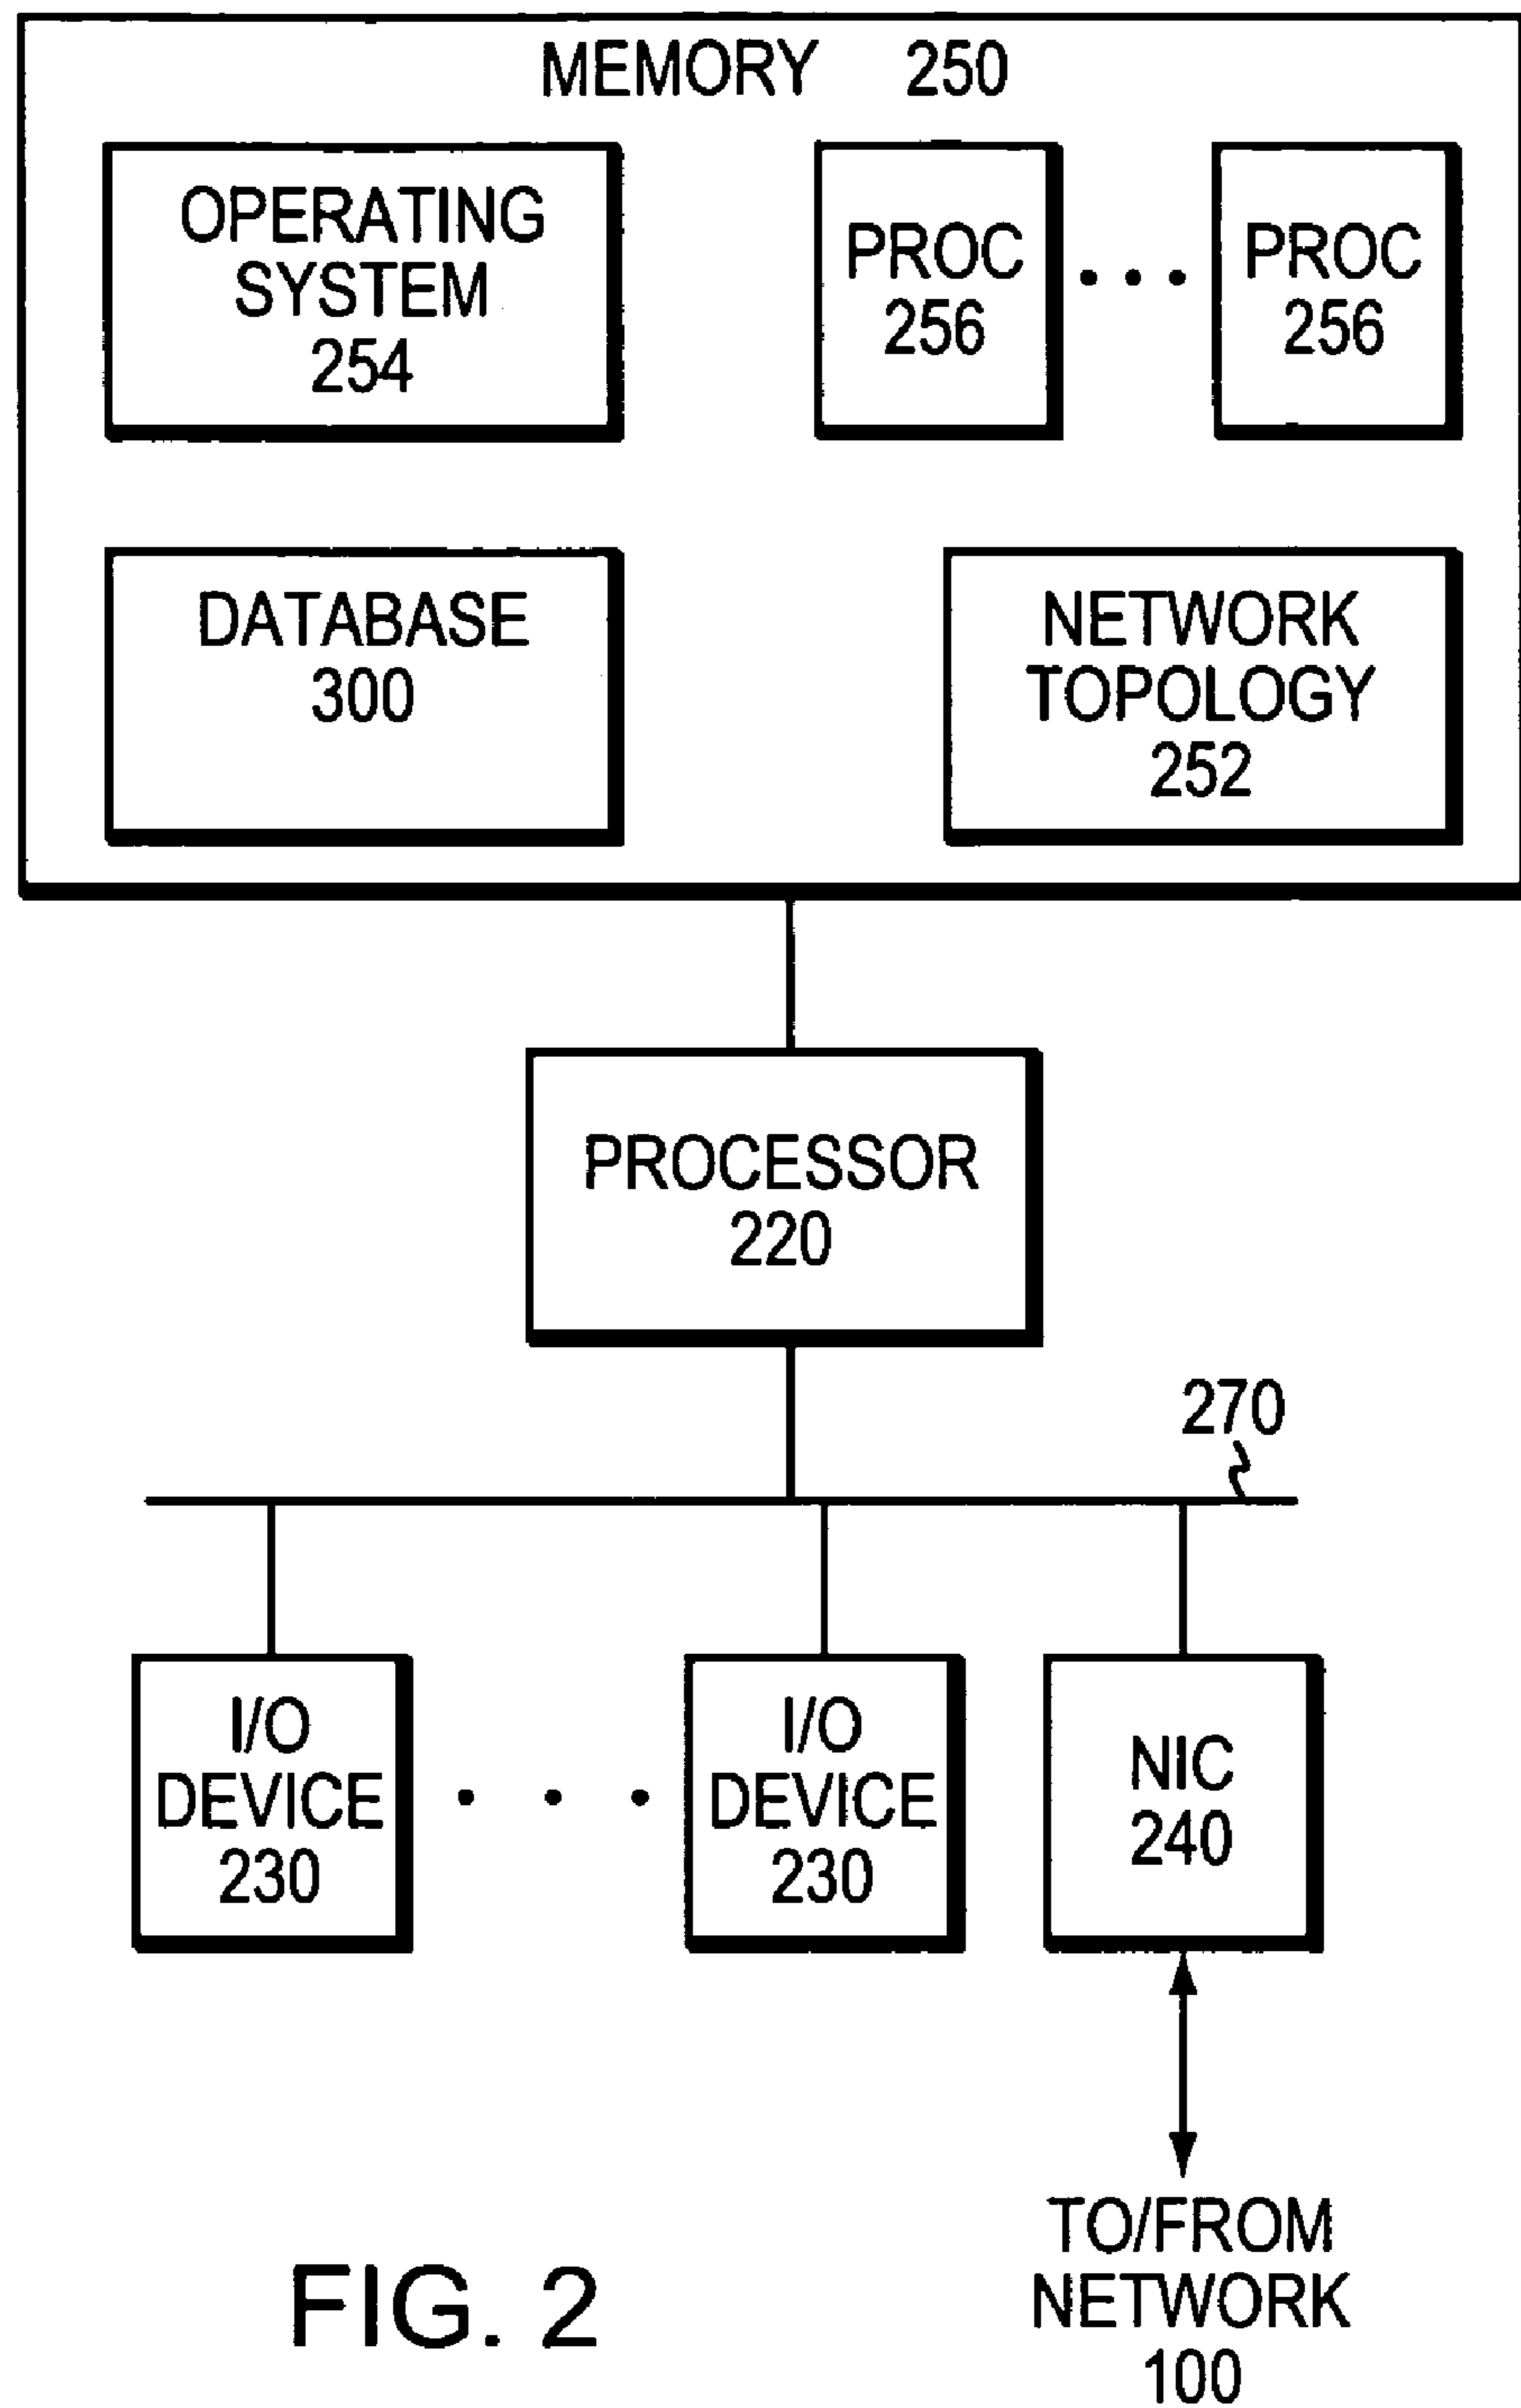 MEMORY 250
OPERATING
SYSTEM
254
PROC
256
PROC
256
DATABASE
300
NETWORK
TOPOLOGY
252
PROCESSOR
220
270
I/O
DEVICE
230
I/O
DEVICE
230
NIC
240
TO/FROM
NETWORK
100
FIG. 2